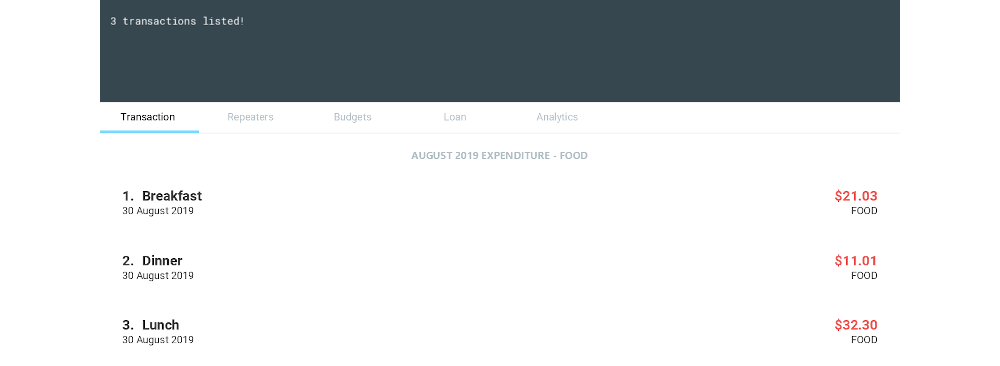 3 transactions listed!
Transaction Repeaters Budgets Loan Analytics
AUGUST 2019 EXPENDITURE - FOOD
1. Breakfast $21.03
30 August 2019 FOOD
2. Dinner $11.01
30 August 2019 FOOD
3. Lunch $32.30
30 August 2019 FOOD